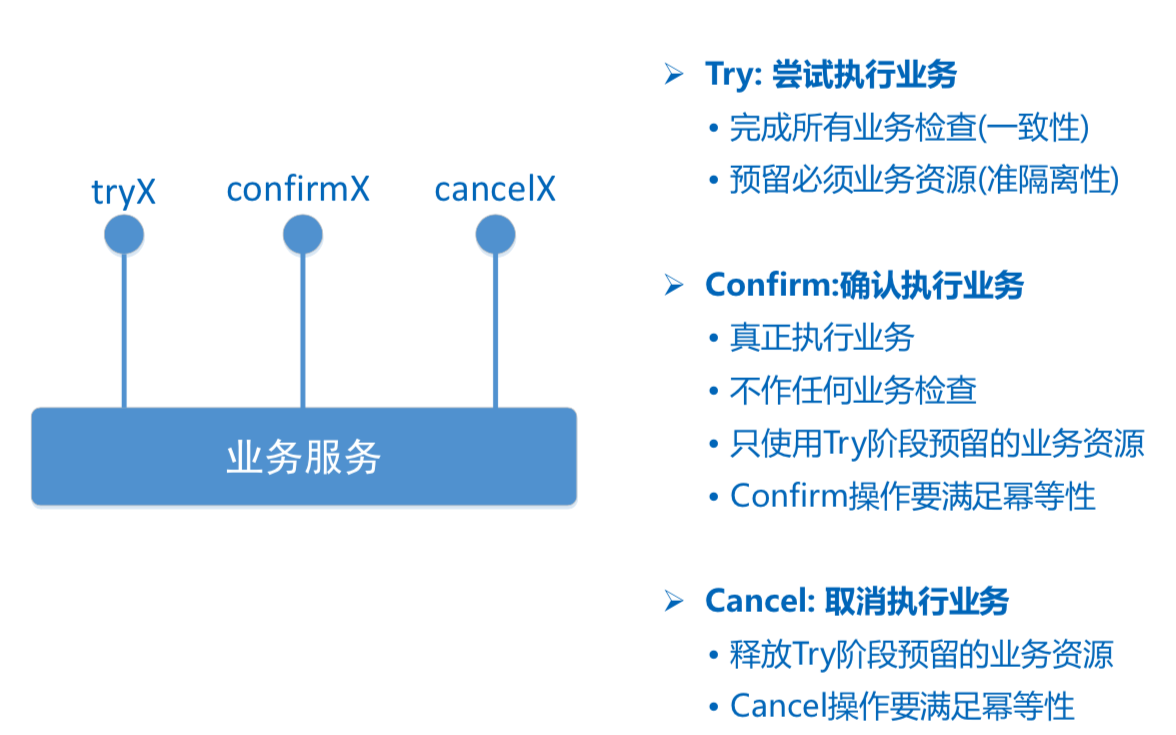 tryX
confirmX
cancelX
业务服务
➢ Try: 尝试执行业务
• 完成所有业务检查(一致性)
• 预留必须业务资源(准隔离性)
➢ Confirm:确认执行业务
• 真正执行业务
• 不作任何业务检查
• 只使用Try阶段预留的业务资源
• Confirm操作要满足幂等性
➢ Cancel: 取消执行业务
• 释放Try阶段预留的业务资源
• Cancel操作要满足幂等性